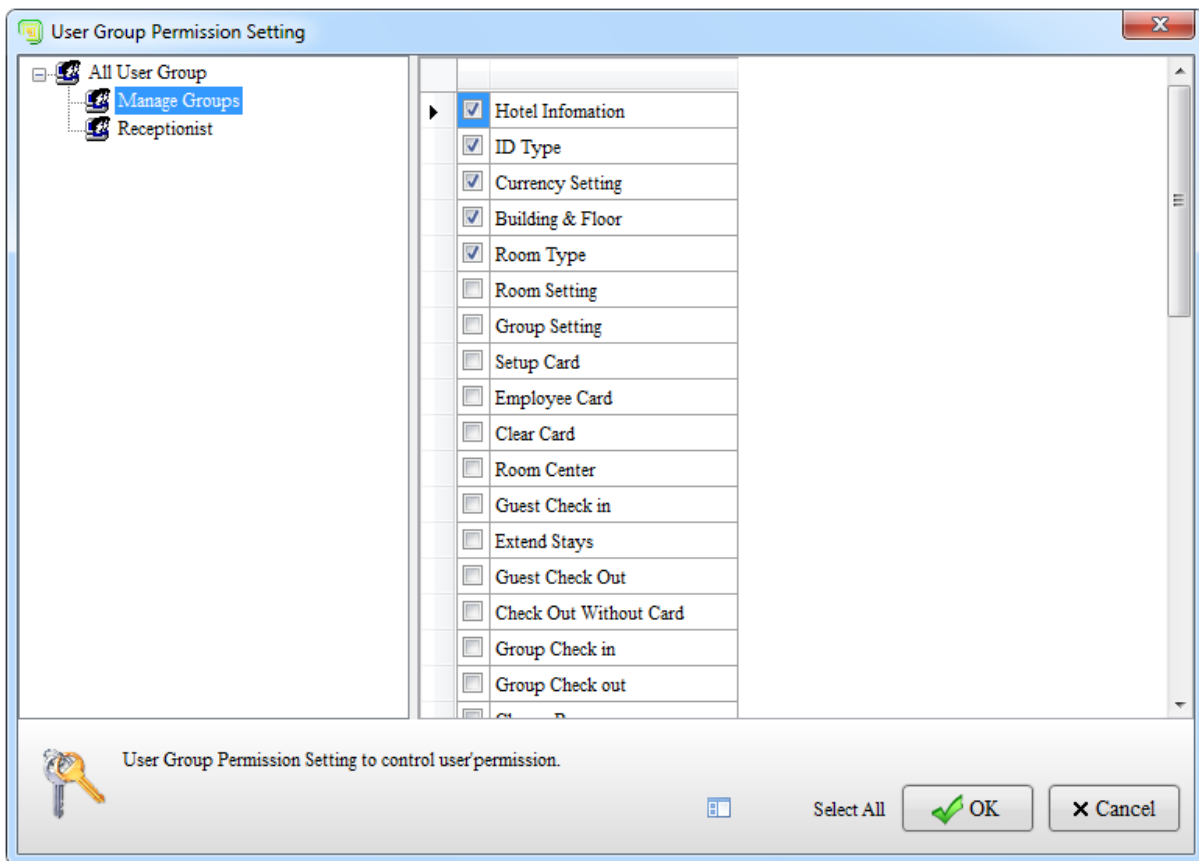 User Group Permission Setting
All User Group
Manage Groups
Receptionist
Hotel Infomation
ID Type
Currency Setting
Building & Floor
Room Type
Room Setting
Group Setting
Setup Card
Employee Card
Clear Card
Room Center
Guest Check in
Extend Stays
Guest Check Out
Check Out Without Card
Group Check in
Group Check out
User Group Permission Setting to control user'permission.
Select All
OK
Cancel